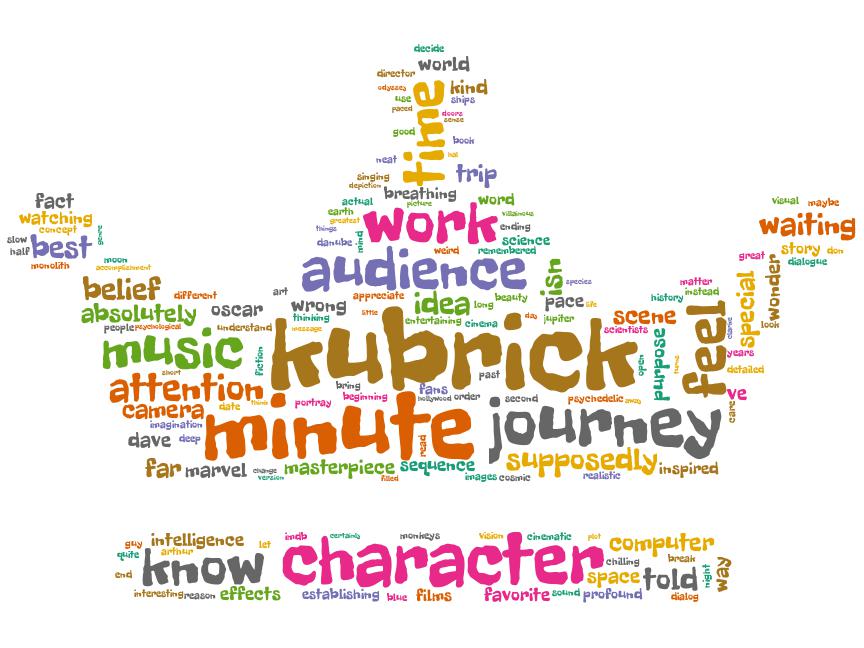 decide
world
director
odyssey
kind
use
ships
time
paced
doors
sense
good
book
neat
hal
singing
trip
depiction
breathing
fact
actual
picture
word
visual
maybe
watching
earth
greatest
work
villainous
waiting
concept
things
ending
slow
best
genre
danube
mind
science
story
don
half
weird
remembered
dialogue
moon
great
monolith
accomplishment
audience
ish
species
wonder
belief
art
matter
special
different
appreciate
idea
long
beauty
pace
life
history
instead
absolutely
oscar
wrong
little
scene
feel
thinking
entertaining
cinema
day
jupiter
look
people
psychological
understand
message
scientists
music
kubrick
open
purpose
years
fiction
past
detailed
short
attention
bring
fans
ve
think
hollywood
order
second
psychedelic
away
care
camera
date
portray
beginning
imagination
minute
journey
dave
deep
read
far
marvel
change
masterpiece
sequence
supposedly
inspired
version
filled
images
cosmic
realistic
guy
intelligence
let
imdb
certainly
monkeys
vision
cinematic
plot
computer
quite
arthur
know
character
chilling
break
end
space
told
night
way
interesting
reason
effects
establishing
blue
films
favorite
sound
profound
dialog